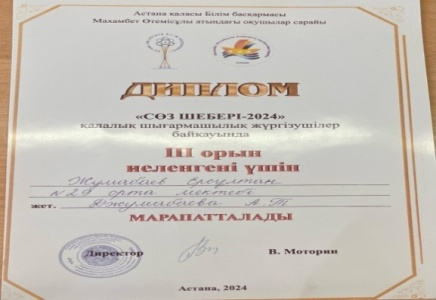 Астана қаласы Білім басқармасы
Махамбет Өтемісұлы атындағы оқушылар сарайы
ДИПЛОМ
«СӨЗ ШЕБЕРІ-2024»
қалалық шығармашылық жүргізушілер
байқауында
III орын
иеленгені үшін
Жумабаев Ерсултан
№29 орта мектебі
жет. Джумабаева А.Т
МАРАПАТТАЛАДЫ
Директор В. Моторин
Астана, 2024